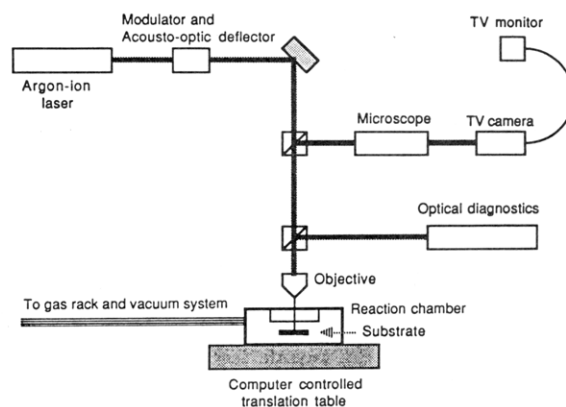 Modulator and
Acousto-optic deflector
TV monitor
Argon-ion
laser
Microscope
TV camera
Optical diagnostics
Objective
To gas rack and vacuum system
Reaction chamber
Substrate
Computer controlled
translation table